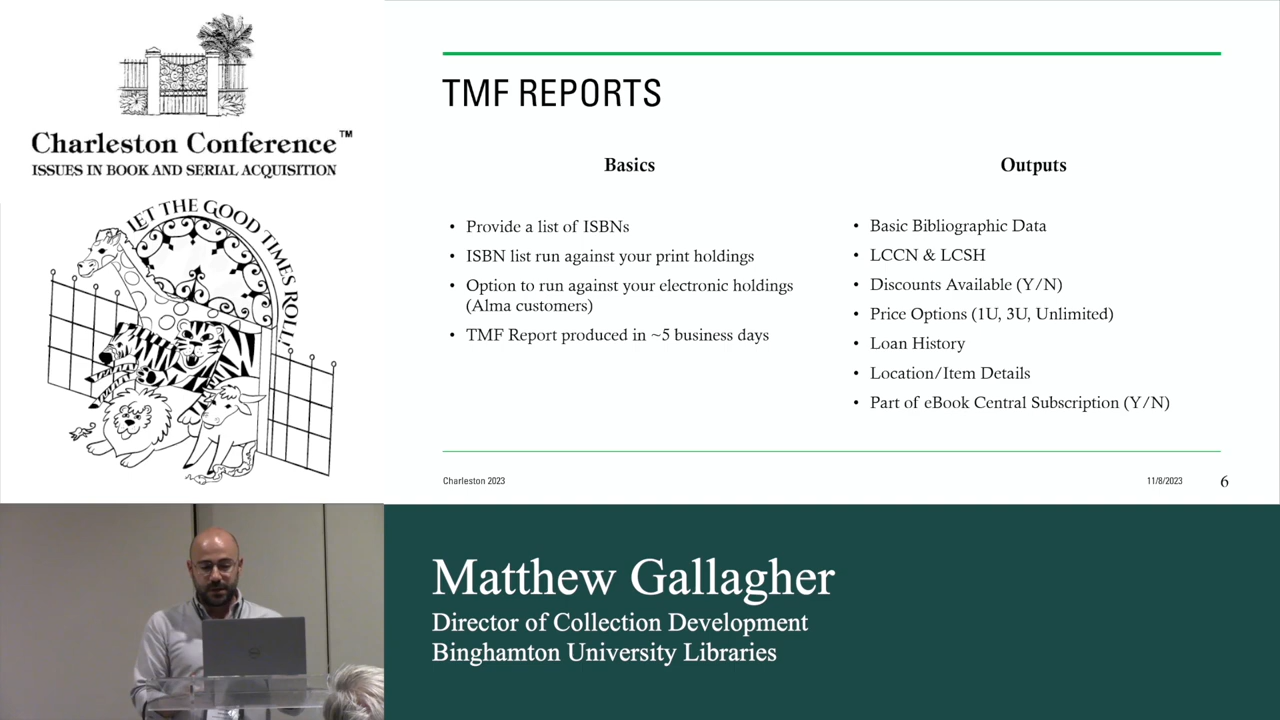 Charleston Conference™
ISSUES IN BOOK AND SERIAL ACQUISITION
LET THE GOOD TIMES ROLL!
TMF REPORTS
Basics
• Provide a list of ISBNs
• ISBN list run against your print holdings
• Option to run against your electronic holdings
(Alma customers)
• TMF Report produced in ~5 business days
Outputs
• Basic Bibliographic Data
• LCCN & LCSH
• Discounts Available (Y/N)
• Price Options (1U, 3U, Unlimited)
• Loan History
• Location/Item Details
• Part of eBook Central Subscription (Y/N)
Charleston 2023
11/8/2023
6
Matthew Gallagher
Director of Collection Development
Binghamton University Libraries